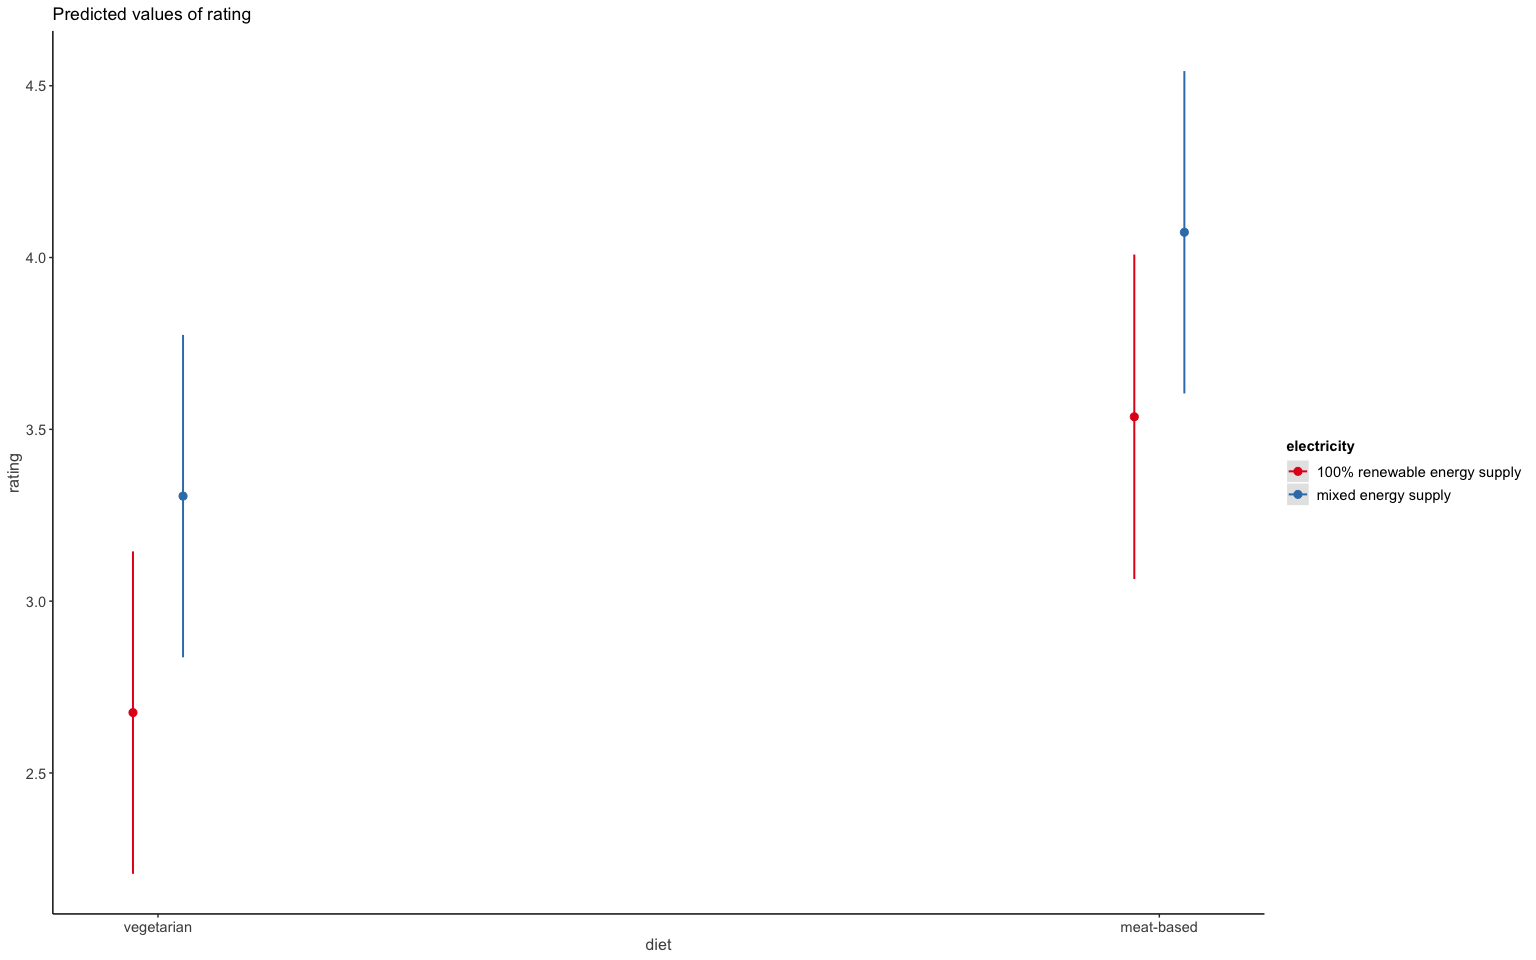 Predicted values of rating
4.5
4.0
3.5
3.0
2.5
rating
vegetarian
meat-based
diet
electricity
100% renewable energy supply
mixed energy supply